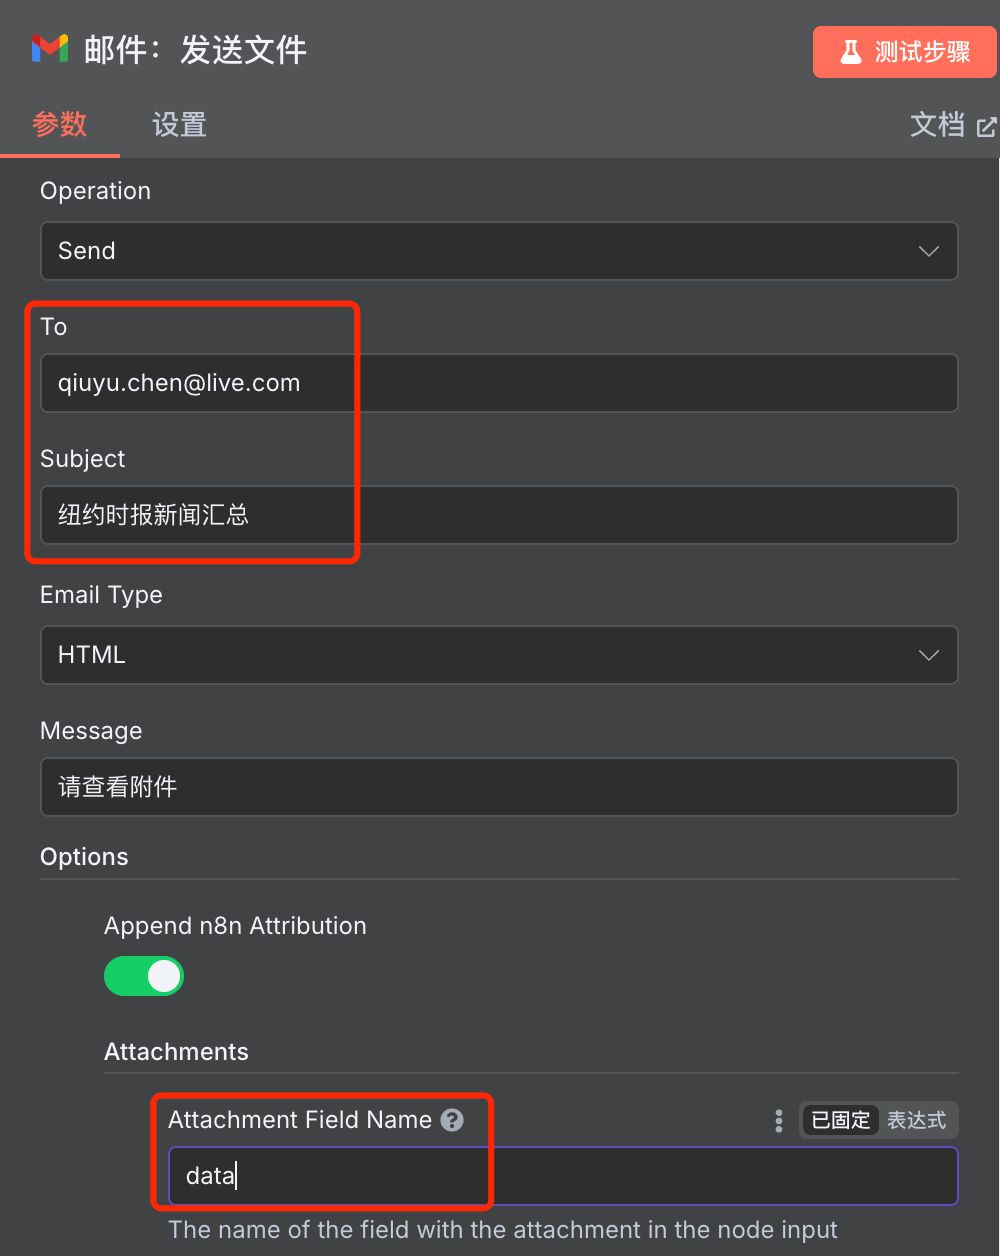 邮件：发送文件
测试步骤
参数
设置
文档
Operation
Send
To
qiuyu.chen@live.com
Subject
纽约时报新闻汇总
Email Type
HTML
Message
请查看附件
Options
Append n8n Attribution
Attachments
Attachment Field Name ?
已固定 表达式
data
The name of the field with the attachment in the node input